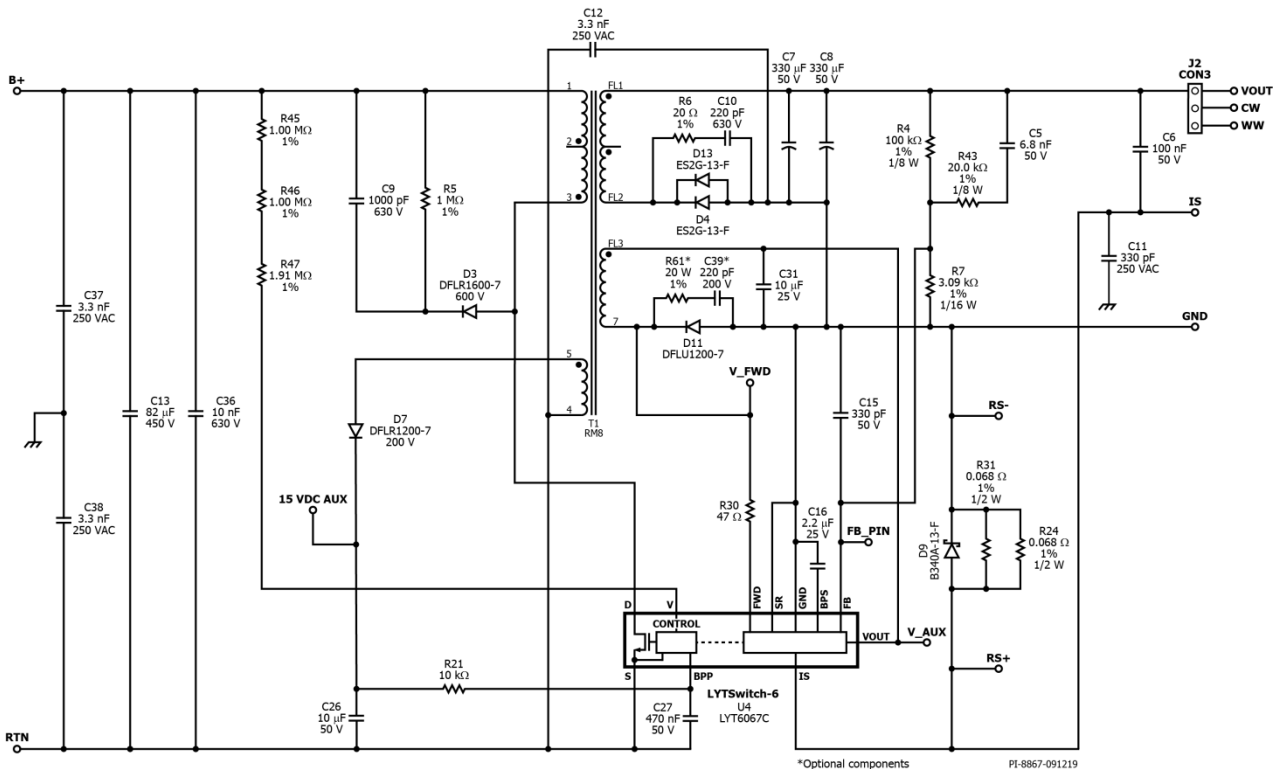 C12
3.3 nF
250 VAC
C7
330 μF
50 V
C8
330 μF
50 V
J2
CON3
B+
1
FL1
VOUT
CW
WW
R45
1.00 MΩ
1%
R6
20 Ω
1%
C10
220 pF
630 V
R4
100 kΩ
1%
1/8 W
C5
6.8 nF
50 V
C6
100 nF
50 V
2
D13
ES2G-13-F
R43
20.0 kΩ
1%
1/8 W
R46
1.00 MΩ
1%
C9
1000 pF
630 V
R5
1 MΩ
1%
3
FL2
D4
ES2G-13-F
IS
R47
1.91 MΩ
1%
FL3
R61*
20 W
1%
C39*
220 pF
200 V
C31
10 μF
25 V
R7
3.09 kΩ
1%
1/16 W
C11
330 pF
250 VAC
D3
DFLR1600-7
600 V
C37
3.3 nF
250 VAC
7
GND
D11
DFLU1200-7
5
V_FWD
4
C13
82 μF
450 V
C36
10 nF
630 V
D7
DFLR1200-7
200 V
T1
RM8
C15
330 pF
50 V
RS-
15 VDC AUX
R31
0.068 Ω
1%
1/2 W
C38
3.3 nF
250 VAC
R30
47 Ω
C16
2.2 μF
25 V
FB_PIN
D9
B340A-13-F
R24
0.068 Ω
1%
1/2 W
D
V
FWD
SR
GND
BPS
FB
CONTROL
VOUT
V_AUX
R21
10 kΩ
S
BPP
IS
RS+
LYTSwitch-6
U4
LYT6067C
C26
10 μF
50 V
C27
470 nF
50 V
RTN
*Optional components
PI-8867-091219